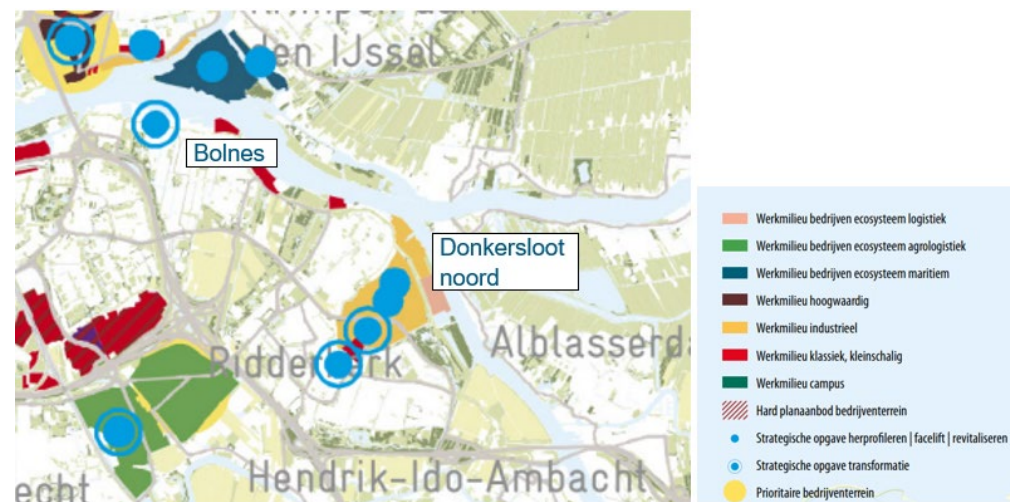 den IJssel
Bolnes
Donkersloot
noord
Ridderkerk
Alblasserd
Hendrik-Ido-Ambacht
echt
Werkmilieu bedrijven ecosysteem logistiek
Werkmilieu bedrijven ecosysteem agrologistiek
Werkmilieu bedrijven ecosysteem maritiem
Werkmilieu hoogwaardig
Werkmilieu industrieel
Werkmilieu klassiek, kleinschalig
Werkmilieu campus
Hard planaanbod bedrijventerrein
Strategische opgave herprofileren | facelift | revitaliseren
Strategische opgave transformatie
Prioritaire bedrijventerrein